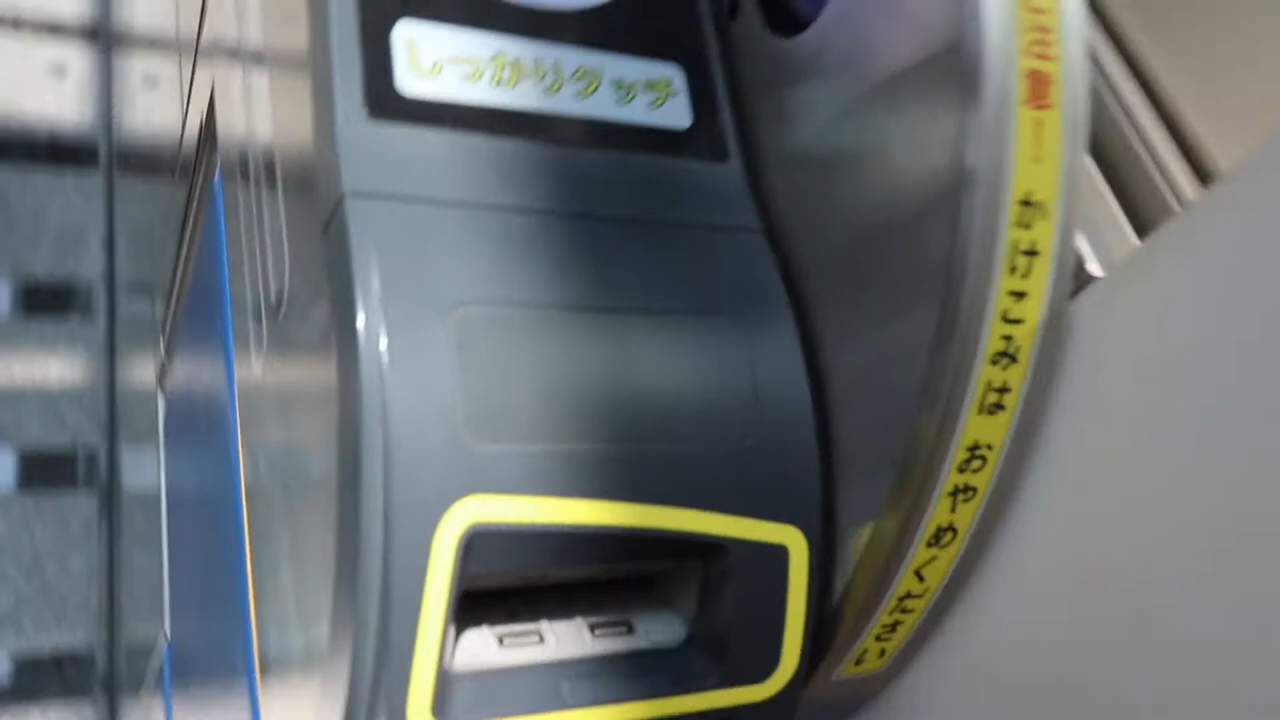 しっかりタッチ
かけこみは おやめください